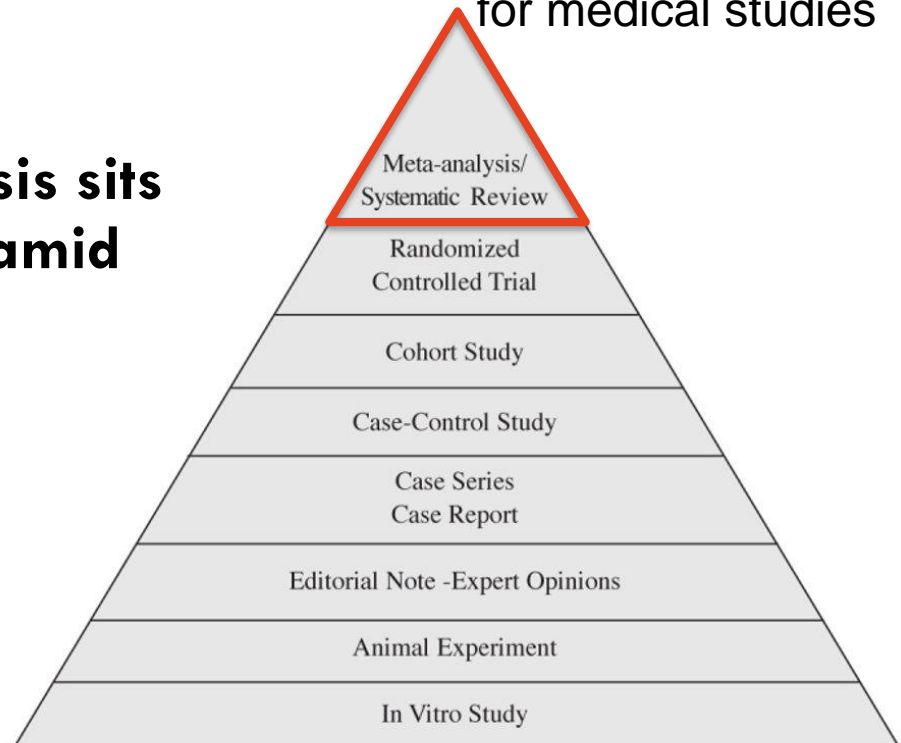 for medical studies
sis sits
amid
Meta-analysis/
Systematic Review
Randomized
Controlled Trial
Cohort Study
Case-Control Study
Case Series
Case Report
Editorial Note -Expert Opinions
Animal Experiment
In Vitro Study